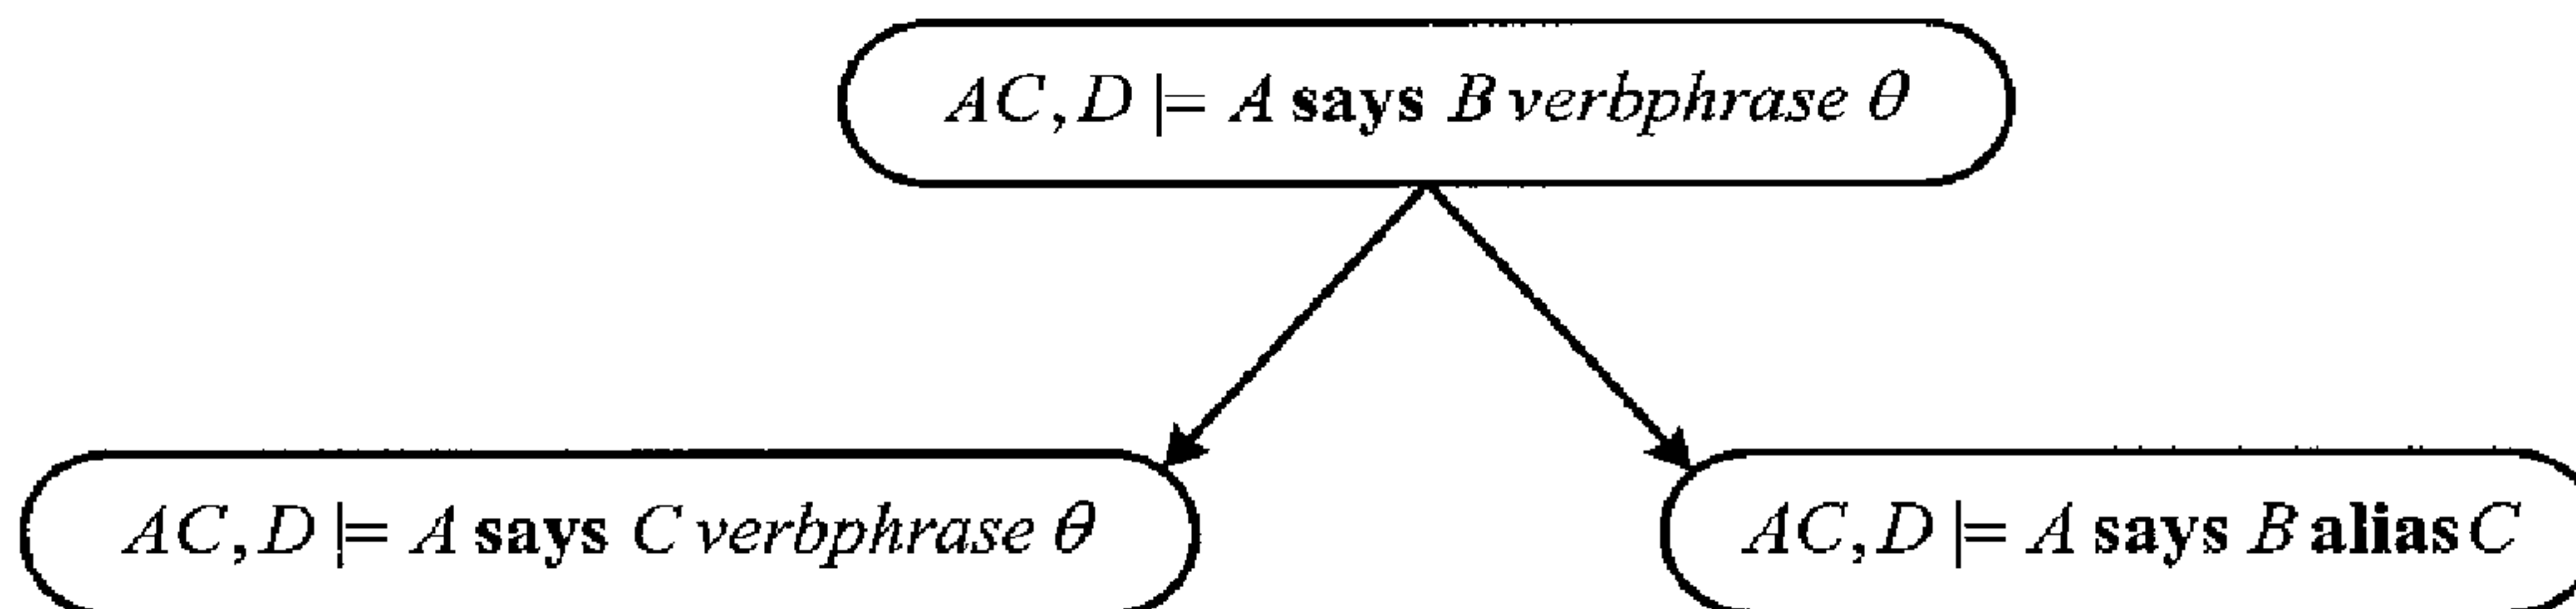 AC, D |= A says B verbphrase θ
AC, D |= A says C verbphrase θ
AC, D |= A says B alias C